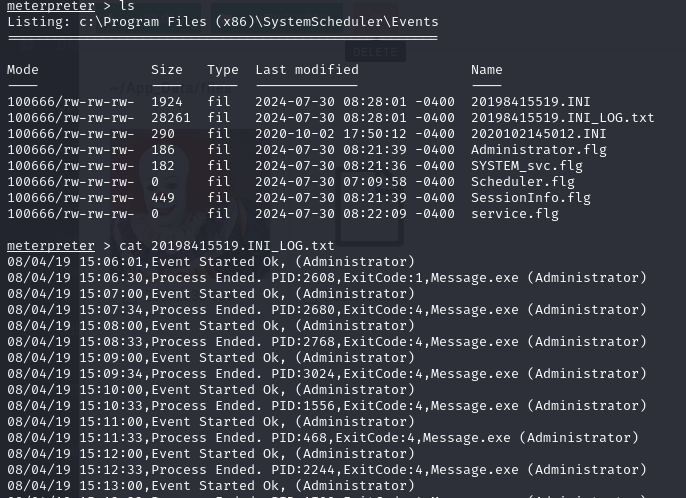 meterpreter > ls
Listing: c:\Program Files (x86)\SystemScheduler\Events
======================================================
DELETE
Mode Size Type Last modified Name
---- ---- ---- ------------- ----
100666/rw-rw-rw- 1924 fil 2024-07-30 08:28:01 -0400 20198415519.INI
100666/rw-rw-rw- 28261 fil 2024-07-30 08:28:01 -0400 20198415519.INI_LOG.txt
100666/rw-rw-rw- 290 fil 2020-10-02 17:50:12 -0400 2020102145012.INI
100666/rw-rw-rw- 186 fil 2024-07-30 08:21:39 -0400 Administrator.flg
100666/rw-rw-rw- 182 fil 2024-07-30 08:21:36 -0400 SYSTEM_svc.flg
100666/rw-rw-rw- 0 fil 2024-07-30 07:09:58 -0400 Scheduler.flg
100666/rw-rw-rw- 449 fil 2024-07-30 08:21:39 -0400 SessionInfo.flg
100666/rw-rw-rw- 0 fil 2024-07-30 08:22:09 -0400 service.flg
meterpreter > cat 20198415519.INI_LOG.txt
08/04/19 15:06:01,Event Started Ok, (Administrator)
08/04/19 15:06:30,Process Ended. PID:2608,ExitCode:1,Message.exe (Administrator)
08/04/19 15:07:00,Event Started Ok, (Administrator)
08/04/19 15:07:34,Process Ended. PID:2680,ExitCode:4,Message.exe (Administrator)
08/04/19 15:08:00,Event Started Ok, (Administrator)
08/04/19 15:08:33,Process Ended. PID:2768,ExitCode:4,Message.exe (Administrator)
08/04/19 15:09:00,Event Started Ok, (Administrator)
08/04/19 15:09:34,Process Ended. PID:3024,ExitCode:4,Message.exe (Administrator)
08/04/19 15:10:00,Event Started Ok, (Administrator)
08/04/19 15:10:33,Process Ended. PID:1556,ExitCode:4,Message.exe (Administrator)
08/04/19 15:11:00,Event Started Ok, (Administrator)
08/04/19 15:11:33,Process Ended. PID:468,ExitCode:4,Message.exe (Administrator)
08/04/19 15:12:00,Event Started Ok, (Administrator)
08/04/19 15:12:33,Process Ended. PID:2244,ExitCode:4,Message.exe (Administrator)
08/04/19 15:13:00,Event Started Ok, (Administrator)